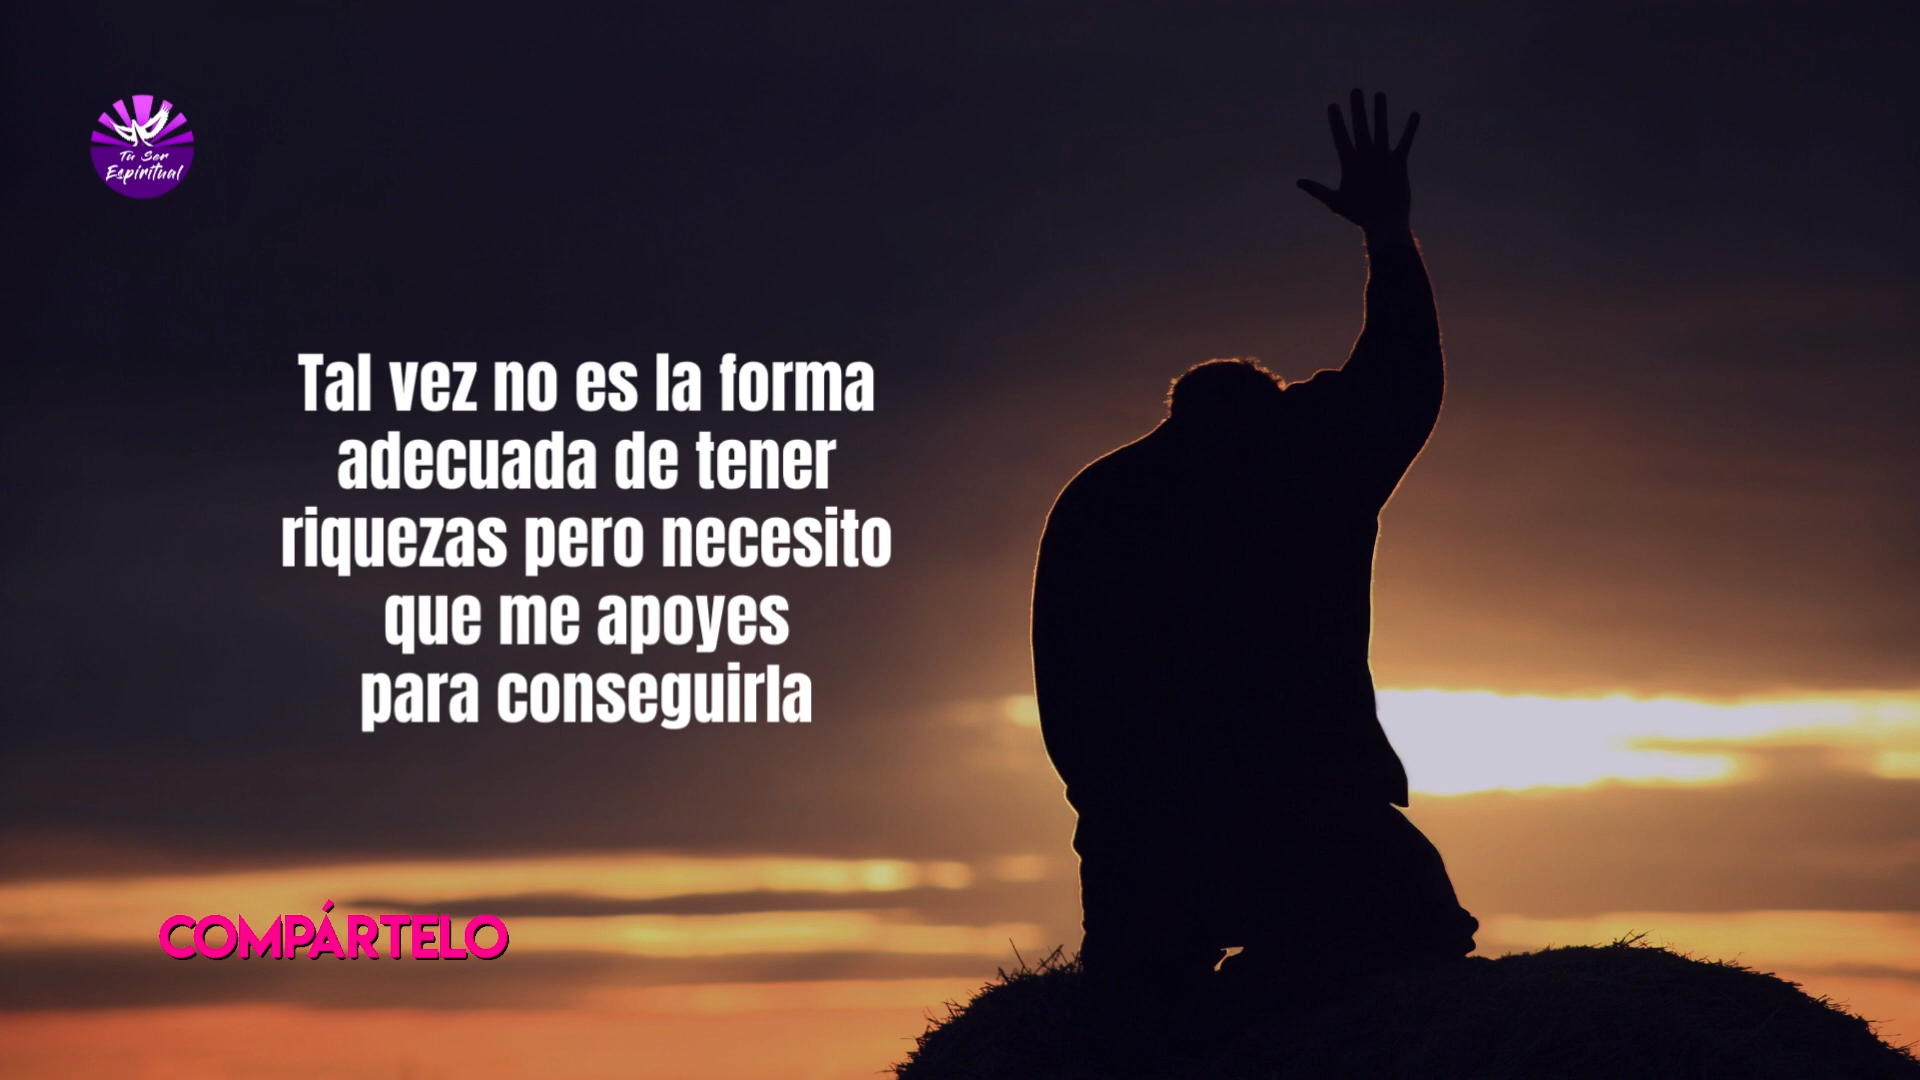 Tu Ser
Espiritual
Tal vez no es la forma
adecuada de tener
riquezas pero necesito
que me apoyes
para conseguirla
COMPÁRTELO